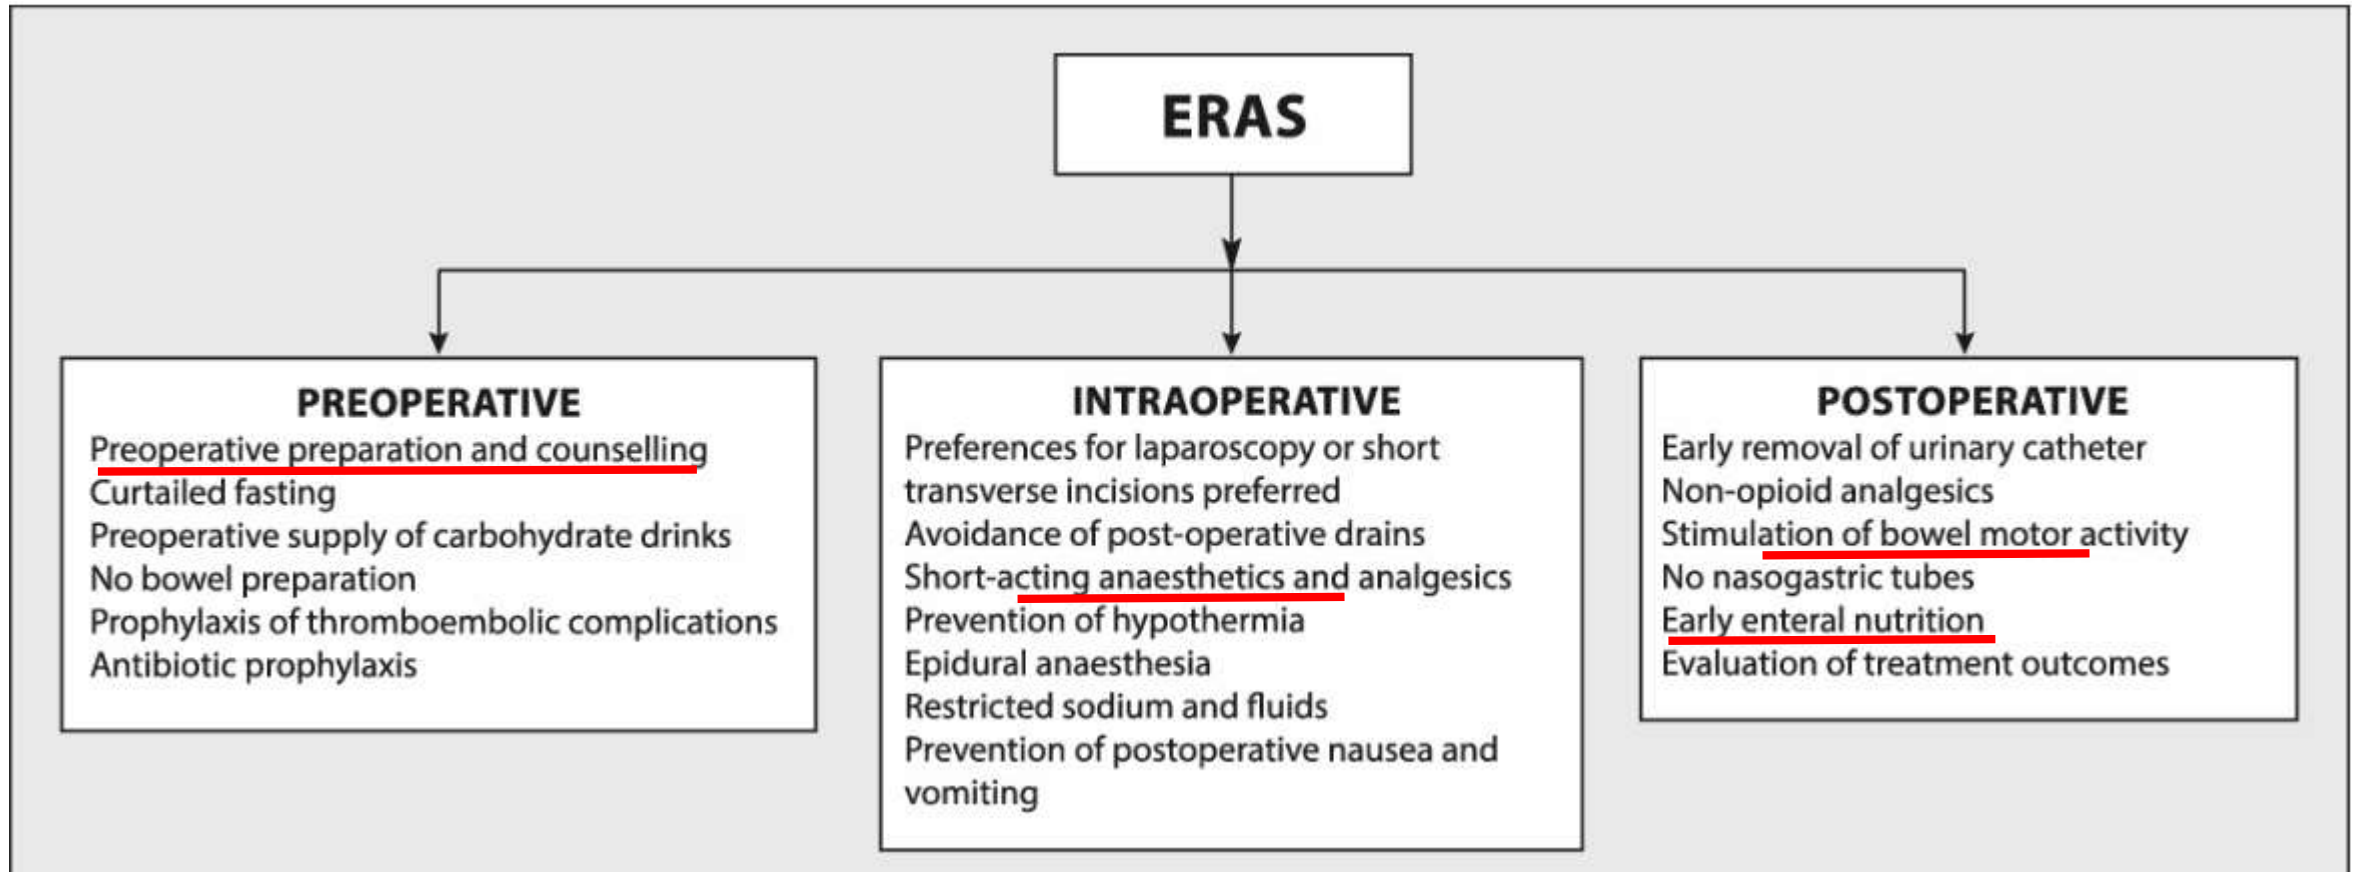 ERAS
PREOPERATIVE
Preoperative preparation and counselling
Curtailed fasting
Preoperative supply of carbohydrate drinks
No bowel preparation
Prophylaxis of thromboembolic complications
Antibiotic prophylaxis
INTRAOPERATIVE
Preferences for laparoscopy or short
transverse incisions preferred
Avoidance of post-operative drains
Short-acting anaesthetics and analgesics
Prevention of hypothermia
Epidural anaesthesia
Restricted sodium and fluids
Prevention of postoperative nausea and
vomiting
POSTOPERATIVE
Early removal of urinary catheter
Non-opioid analgesics
Stimulation of bowel motor activity
No nasogastric tubes
Early enteral nutrition
Evaluation of treatment outcomes